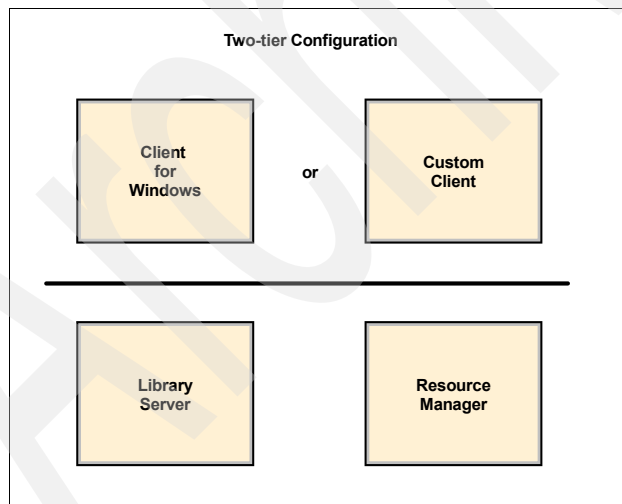 Two-tier Configuration
Client
for
Windows
or
Custom
Client
Library
Server
Resource
Manager